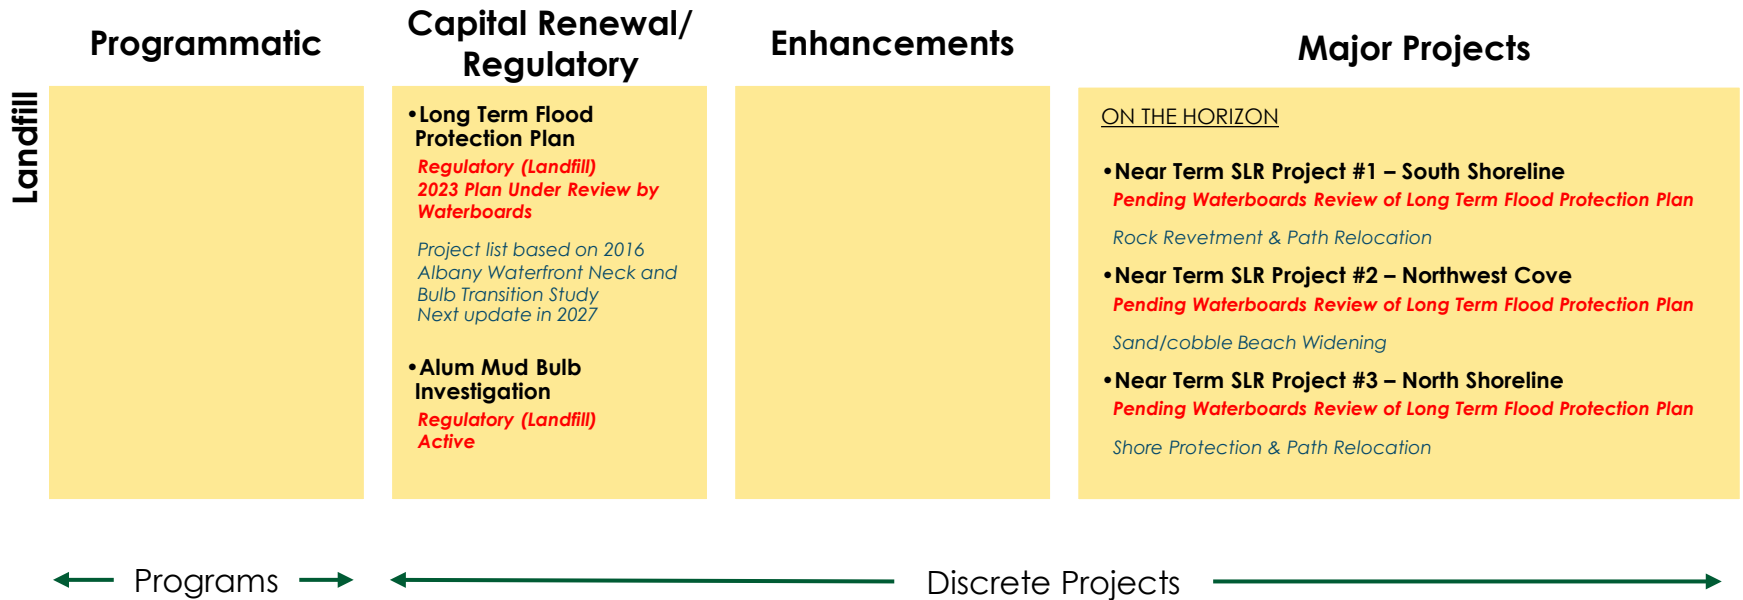 Programmatic
Capital Renewal/
Regulatory
Enhancements
Major Projects
Landfill
•Long Term Flood
Protection Plan
Regulatory (Landfill)
2023 Plan Under Review by
Waterboards
Project list based on 2016
Albany Waterfront Neck and
Bulb Transition Study
Next update in 2027
•Alum Mud Bulb
Investigation
Regulatory (Landfill)
Active
ON THE HORIZON
•Near Term SLR Project #1 – South Shoreline
Pending Waterboards Review of Long Term Flood Protection Plan
Rock Revetment & Path Relocation
•Near Term SLR Project #2 – Northwest Cove
Pending Waterboards Review of Long Term Flood Protection Plan
Sand/cobble Beach Widening
•Near Term SLR Project #3 – North Shoreline
Pending Waterboards Review of Long Term Flood Protection Plan
Shore Protection & Path Relocation
Programs
Discrete Projects